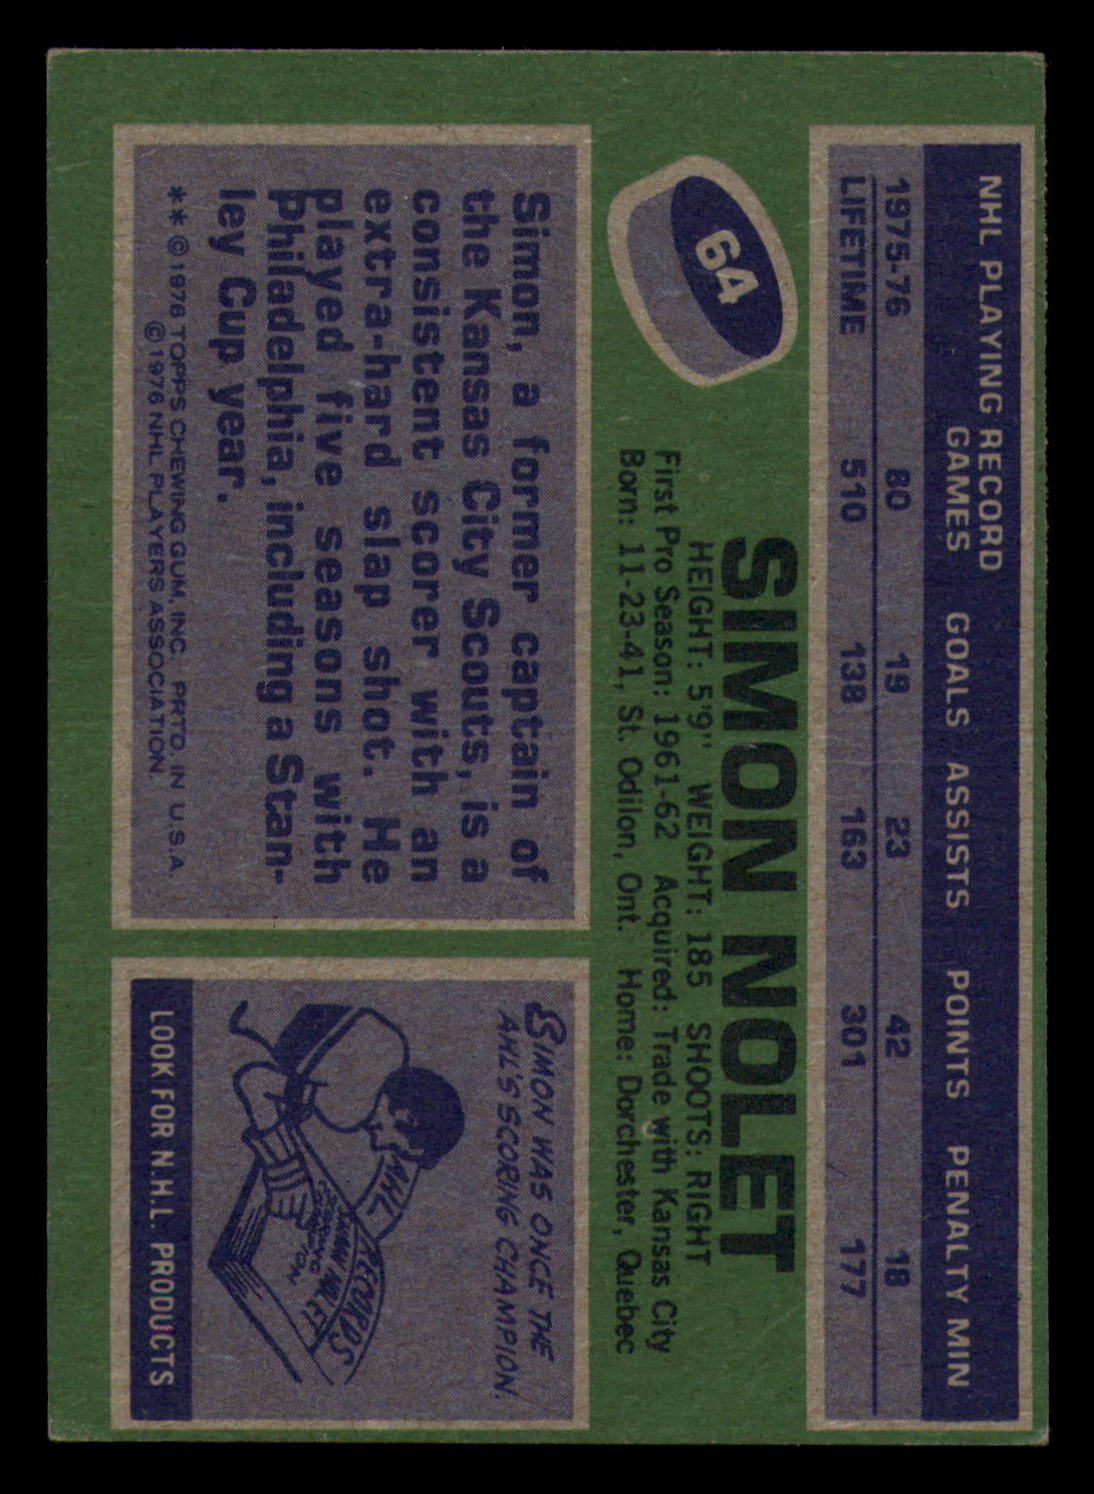 NHL PLAYING RECORD
GAMES GOALS ASSISTS POINTS PENALTY MIN
1975-76 80 19 23 42 18
LIFETIME 510 138 163 301 177
64
SIMON NOLET
HEIGHT: 5'9" WEIGHT: 185 SHOOTS: RIGHT
First Pro Season: 1961-62 Acquired: Trade with Kansas City
Born: 11-23-41, St. Odilon, Ont. Home: Dorchester, Quebec
Simon, a former captain of
the Kansas City Scouts, is a
consistent scorer with an
extra-hard slap shot. He
played five seasons with
Philadelphia, including a Stan-
ley Cup year.
** ©1976 TOPPS CHEWING GUM, INC. PRTD. IN U.S.A.
©1976 NHL PLAYERS ASSOCIATION.
SIMON WAS ONCE THE
AHL'S SCORING CHAMPION.
AHL RECORDS
SIMON NOLET
SCORING
CHAMPION
LOOK FOR N.H.L. PRODUCTS